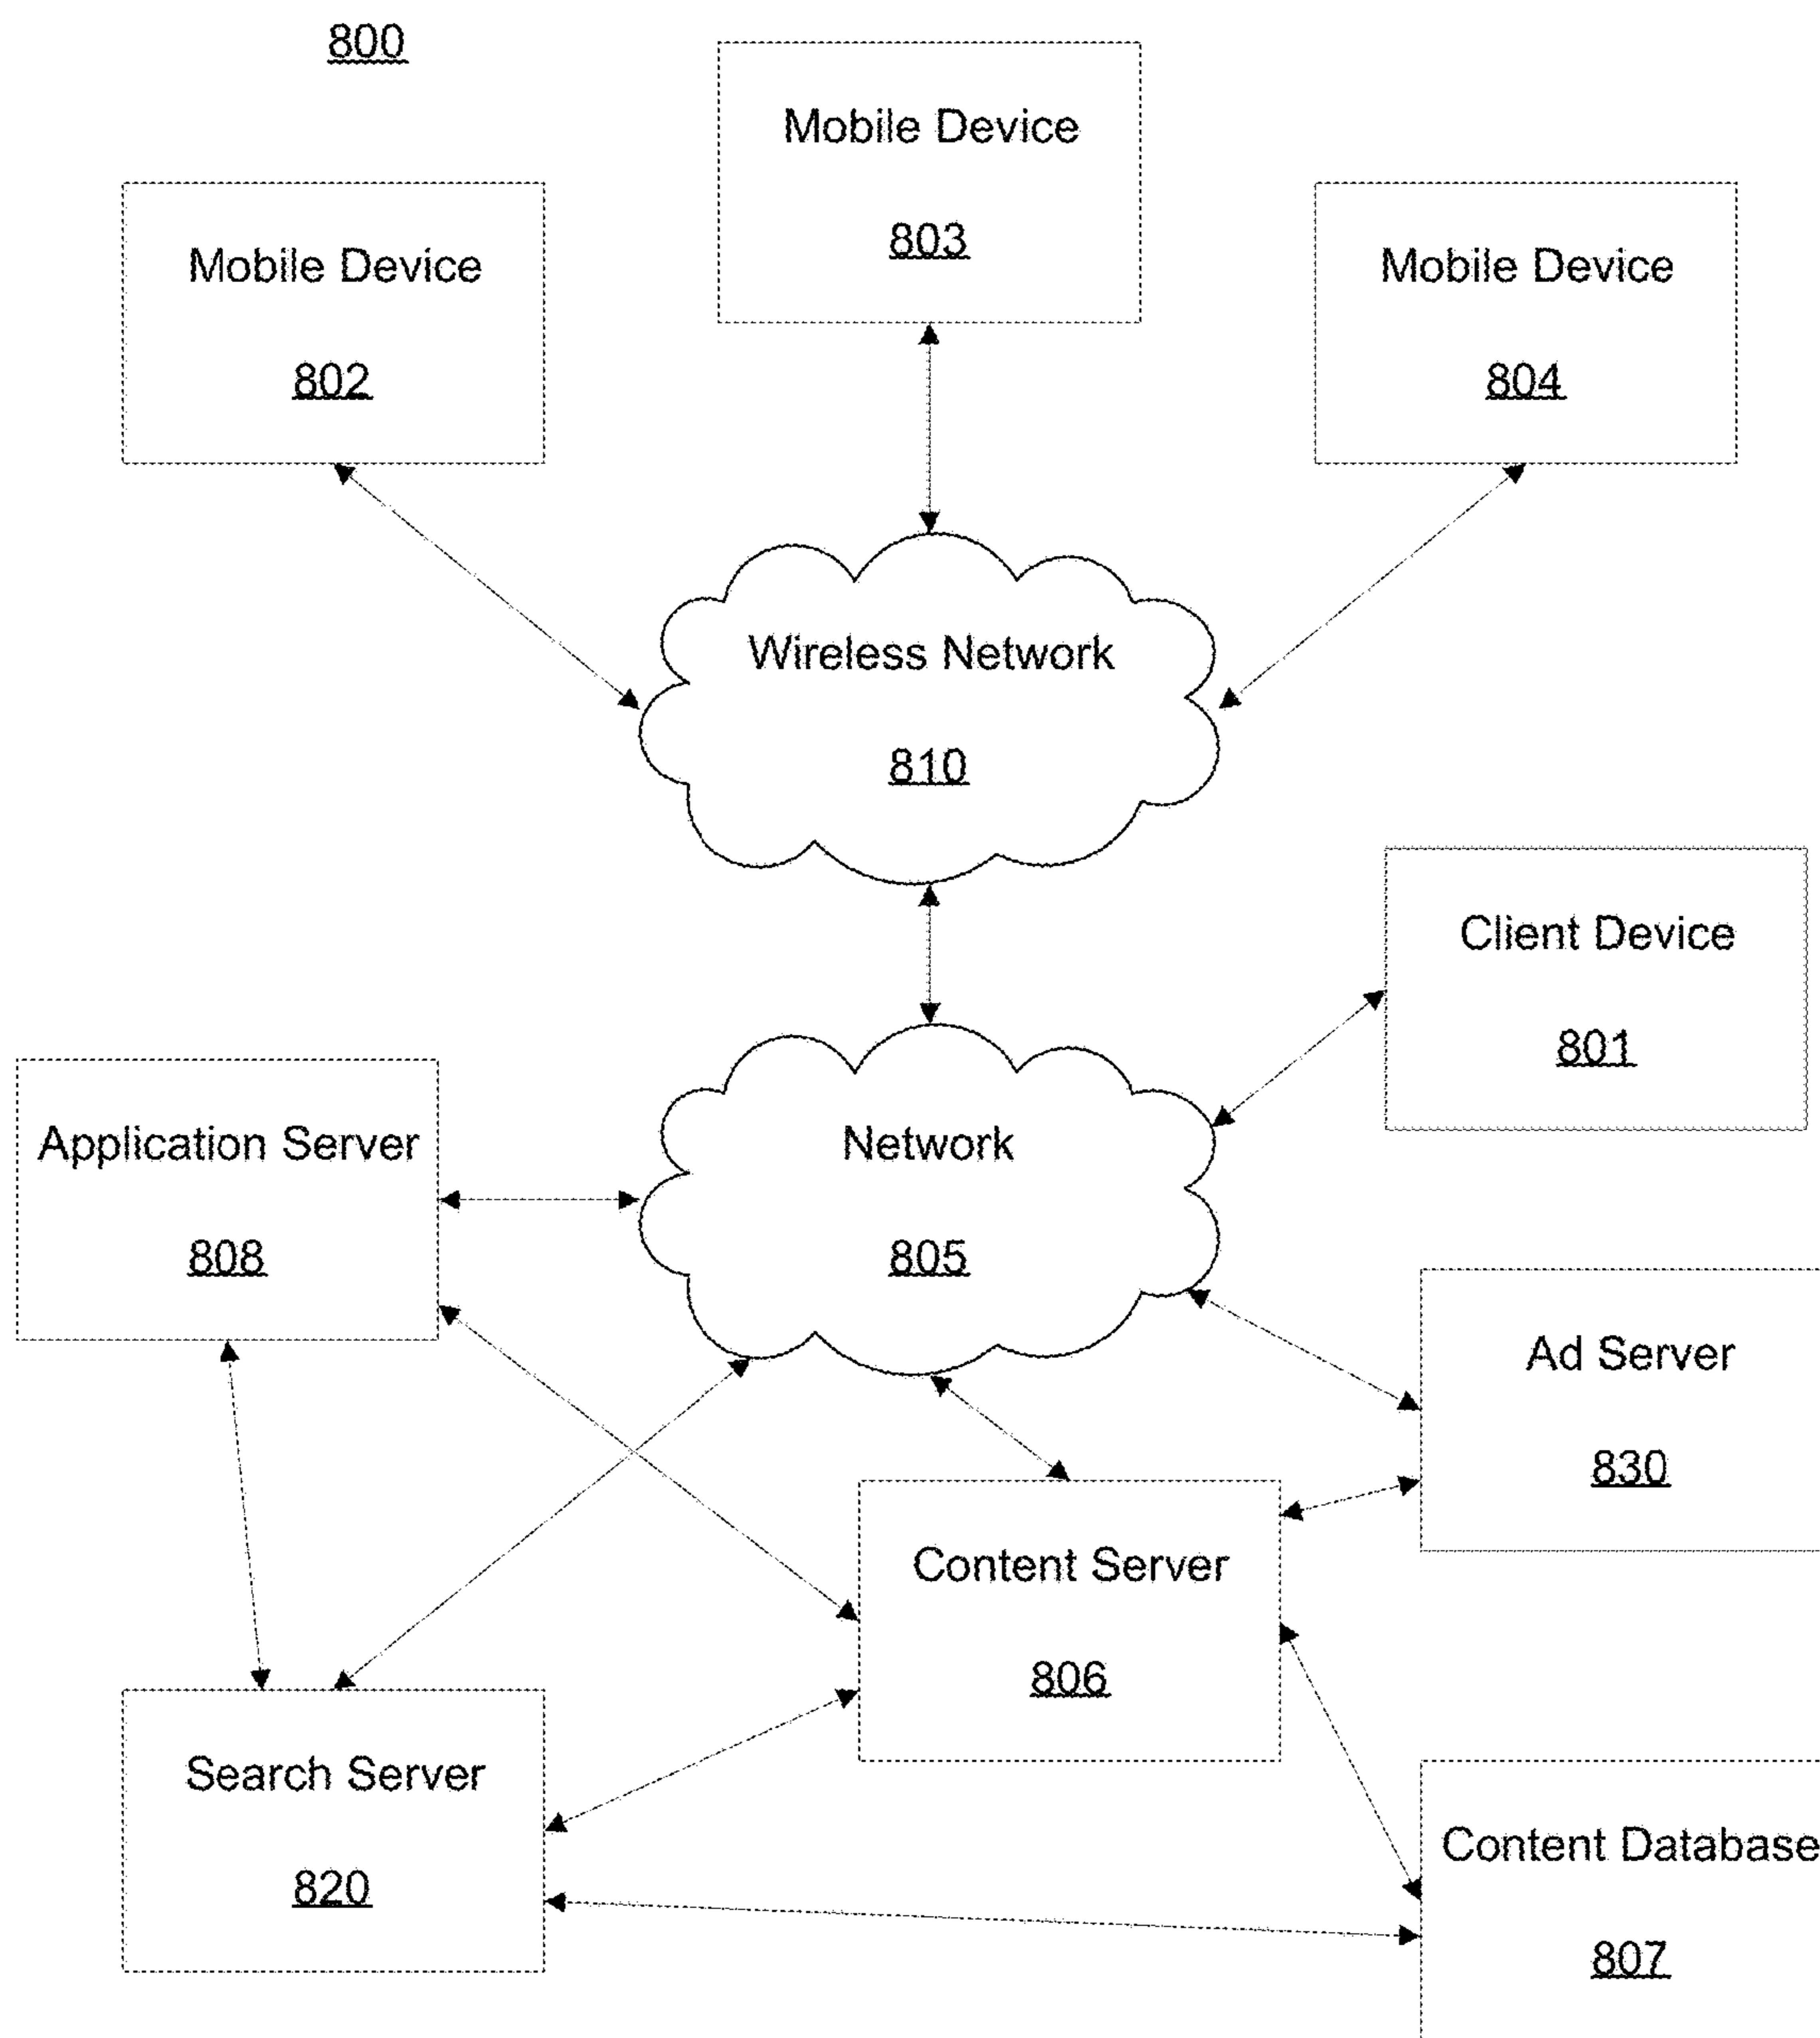 800
Mobile Device
803
Mobile Device
802
Mobile Device
804
Wireless Network
810
Client Device
801
Application Server
808
Network
805
Ad Server
830
Content Server
806
Search Server
820
Content Database
807